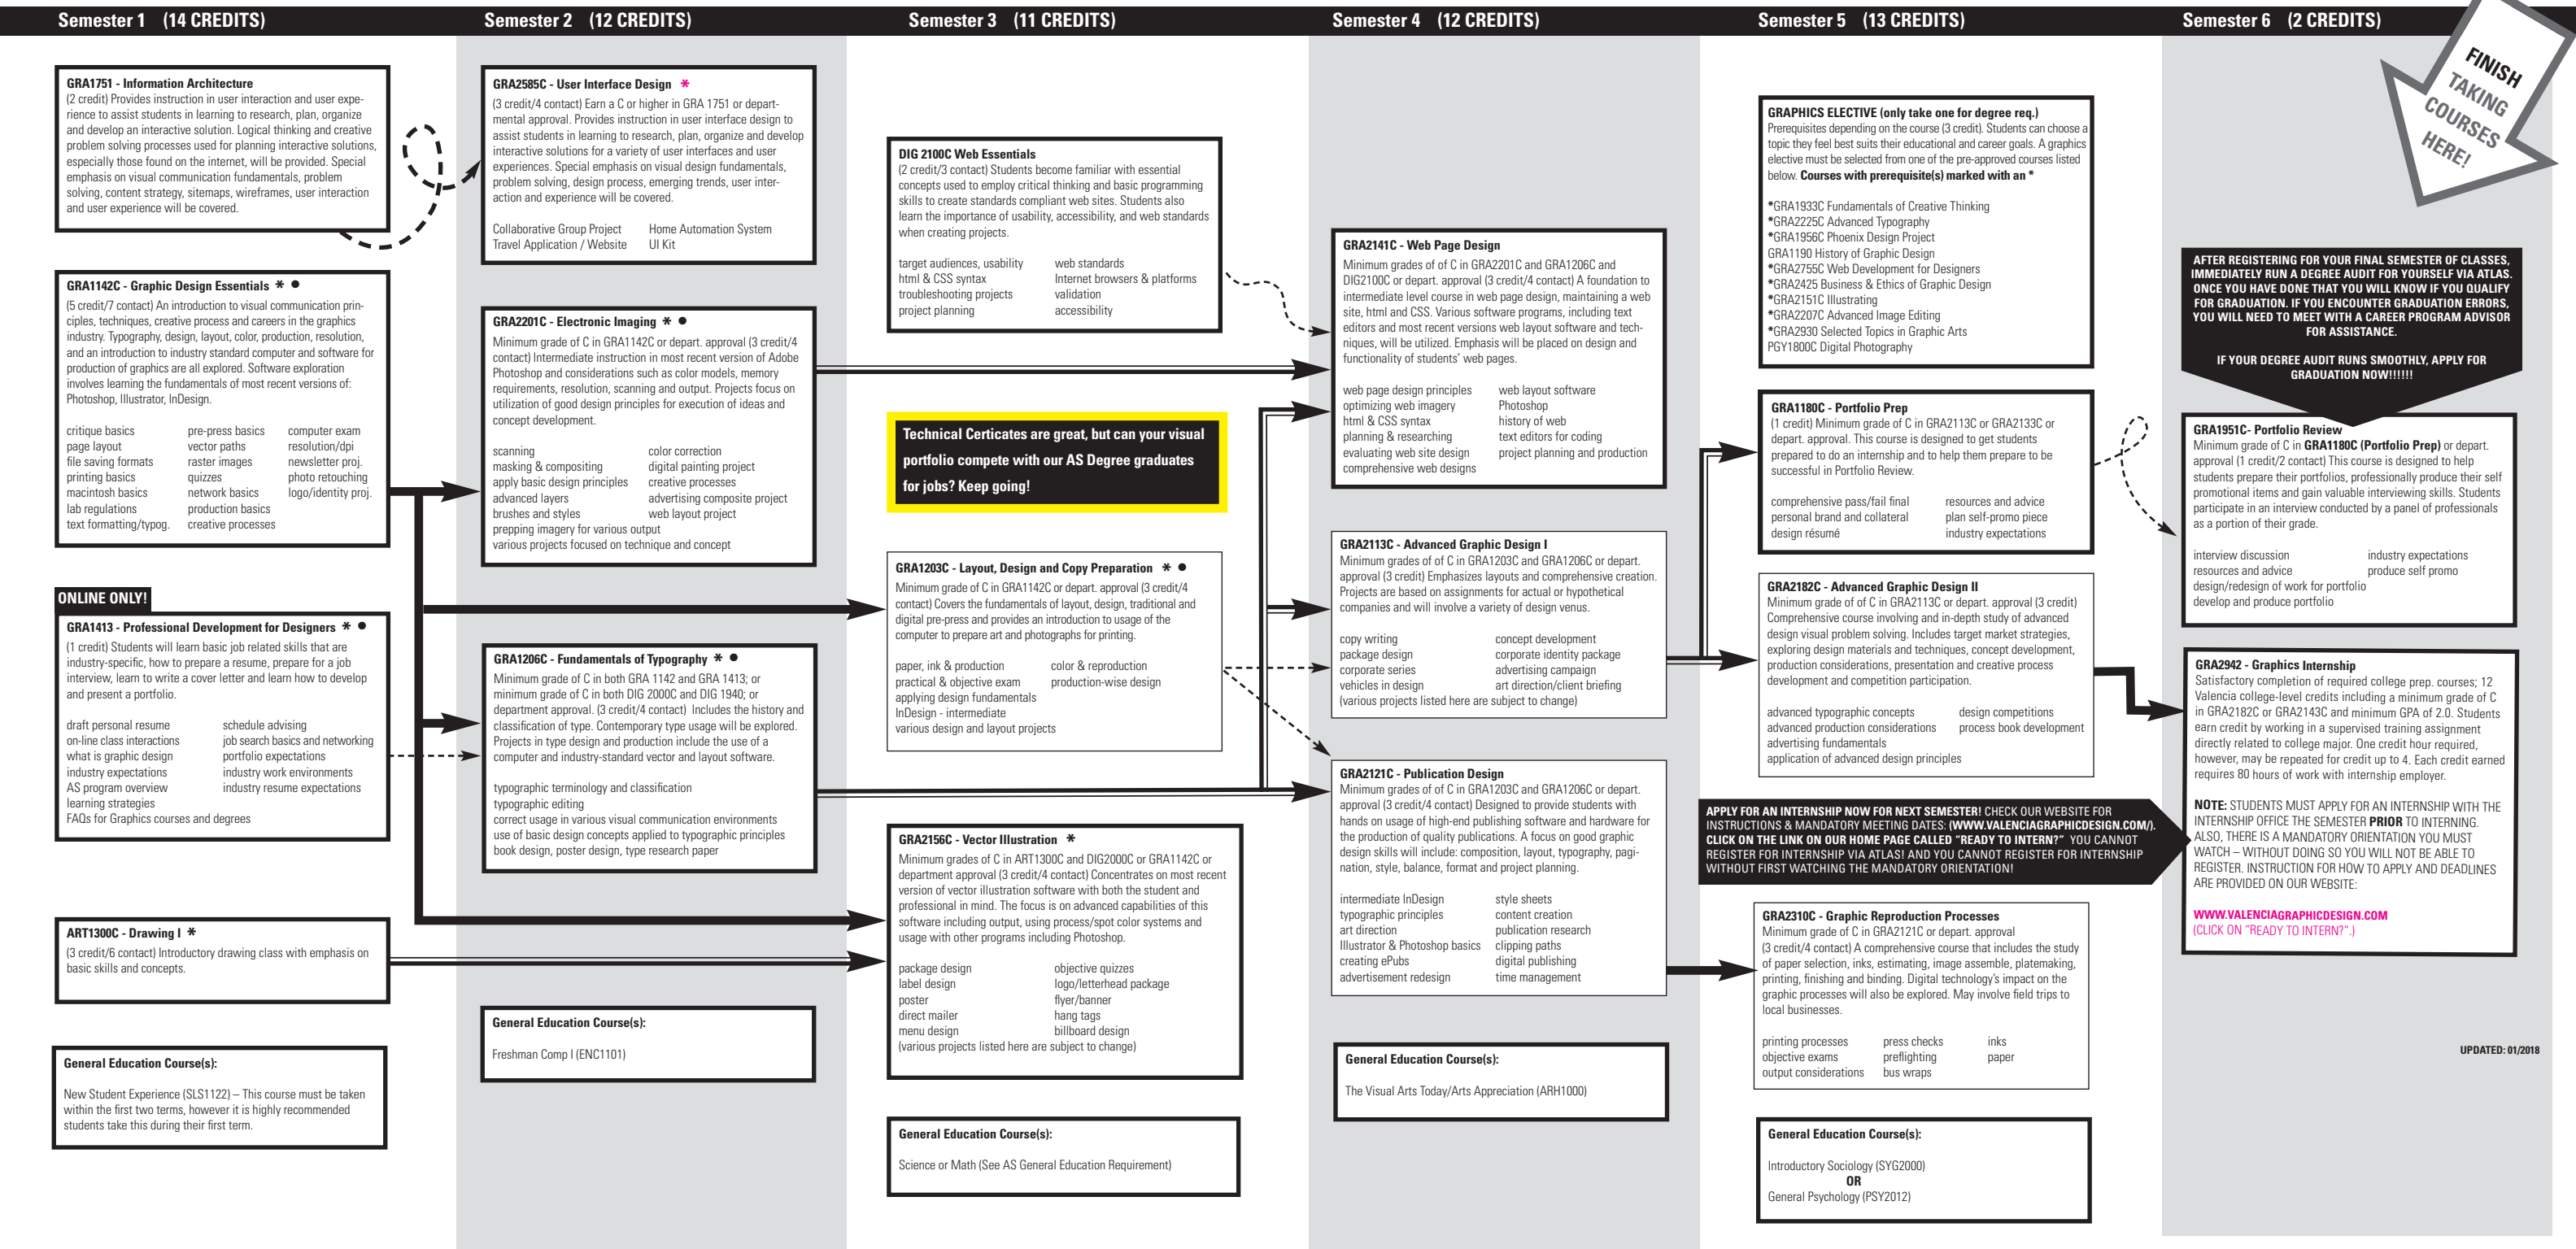 Semester 1 (14 CREDITS)
GRA1751 - Information Architecture
(2 credit) Provides instruction in user interaction and user expe-
rience to assist students in learning to research, plan, organize
and develop an interactive solution. Logical thinking and creative
problem solving processes used for planning interactive solutions,
especially those found on the internet, will be provided. Special
emphasis on visual communication fundamentals, problem
solving, content strategy, sitemaps, wireframes, user interaction
and user experience will be covered.
GRA1142C - Graphic Design Essentials * ●
(5 credit/7 contact) An introduction to visual communication prin-
ciples, techniques, creative process and careers in the graphics
industry. Typography, design, layout, color, production, resolution,
and an introduction to industry standard computer and software for
production of graphics are all explored. Software exploration
involves learning the fundamentals of most recent versions of:
Photoshop, Illustrator, InDesign.
critique basics pre-press basics computer exam
page layout vector paths resolution/dpi
file saving formats raster images newsletter proj.
printing basics quizzes photo retouching
macintosh basics network basics logo/identity proj.
lab regulations production basics
text formatting/typog. creative processes
ONLINE ONLY!
GRA1413 - Professional Development for Designers * ●
(1 credit) Students will learn basic job related skills that are
industry-specific, how to prepare a resume, prepare for a job
interview, learn to write a cover letter and learn how to develop
and present a portfolio.
draft personal resume schedule advising
on-line class interactions job search basics and networking
what is graphic design portfolio expectations
industry expectations industry work environments
AS program overview industry resume expectations
learning strategies
FAQs for Graphics courses and degrees
ART1300C - Drawing I *
(3 credit/6 contact) Introductory drawing class with emphasis on
basic skills and concepts.
General Education Course(s):
New Student Experience (SLS1122) – This course must be taken
within the first two terms, however it is highly recommended
students take this during their first term.
Semester 2 (12 CREDITS)
GRA2585C - User Interface Design *
(3 credit/4 contact) Earn a C or higher in GRA 1751 or depart-
mental approval. Provides instruction in user interface design to
assist students in learning to research, plan, organize and develop
interactive solutions for a variety of user interfaces and user
experiences. Special emphasis on visual design fundamentals,
problem solving, design process, emerging trends, user inter-
action and experience will be covered.
Collaborative Group Project Home Automation System
Travel Application / Website UI Kit
GRA2201C - Electronic Imaging * ●
Minimum grade of C in GRA1142C or depart. approval (3 credit/4
contact) Intermediate instruction in most recent version of Adobe
Photoshop and considerations such as color models, memory
requirements, resolution, scanning and output. Projects focus on
utilization of good design principles for execution of ideas and
concept development.
scanning color correction
masking & compositing digital painting project
apply basic design principles creative processes
advanced layers advertising composite project
brushes and styles web layout project
prepping imagery for various output
various projects focused on technique and concept
GRA1206C - Fundamentals of Typography * ●
Minimum grade of C in both GRA 1142 and GRA 1413; or
minimum grade of C in both DIG 2000C and DIG 1940; or
department approval. (3 credit/4 contact) Includes the history and
classification of type. Contemporary type usage will be explored.
Projects in type design and production include the use of a
computer and industry-standard vector and layout software.
typographic terminology and classification
typographic editing
correct usage in various visual communication environments
use of basic design concepts applied to typographic principles
book design, poster design, type research paper
General Education Course(s):
Freshman Comp I (ENC1101)
Semester 3 (11 CREDITS)
DIG 2100C Web Essentials
(2 credit/3 contact) Students become familiar with essential
concepts used to employ critical thinking and basic programming
skills to create standards compliant web sites. Students also
learn the importance of usability, accessibility, and web standards
when creating projects.
target audiences, usability web standards
html & CSS syntax Internet browsers & platforms
troubleshooting projects validation
project planning accessibility
Technical Certicates are great, but can your visual
portfolio compete with our AS Degree graduates
for jobs? Keep going!
GRA1203C - Layout, Design and Copy Preparation * ●
Minimum grade of C in GRA1142C or depart. approval (3 credit/4
contact) Covers the fundamentals of layout, design, traditional and
digital pre-press and provides an introduction to usage of the
computer to prepare art and photographs for printing.
paper, ink & production color & reproduction
practical & objective exam production-wise design
applying design fundamentals
InDesign - intermediate
various design and layout projects
GRA2156C - Vector Illustration *
Minimum grades of C in ART1300C and DIG2000C or GRA1142C or
department approval (3 credit/4 contact) Concentrates on most recent
version of vector illustration software with both the student and
professional in mind. The focus is on advanced capabilities of this
software including output, using process/spot color systems and
usage with other programs including Photoshop.
package design objective quizzes
label design logo/letterhead package
poster flyer/banner
direct mailer hang tags
menu design billboard design
(various projects listed here are subject to change)
General Education Course(s):
Science or Math (See AS General Education Requirement)
Semester 4 (12 CREDITS)
GRA2141C - Web Page Design
Minimum grades of of C in GRA2201C and GRA1206C and
DIG2100C or depart. approval (3 credit/4 contact) A foundation to
intermediate level course in web page design, maintaining a web
site, html and CSS. Various software programs, including text
editors and most recent versions web layout software and tech-
niques, will be utilized. Emphasis will be placed on design and
functionality of students' web pages.
web page design principles web layout software
optimizing web imagery Photoshop
html & CSS syntax history of web
planning & researching text editors for coding
evaluating web site design project planning and production
comprehensive web designs
GRA2113C - Advanced Graphic Design I
Minimum grades of of C in GRA1203C and GRA1206C or depart.
approval (3 credit) Emphasizes layouts and comprehensive creation.
Projects are based on assignments for actual or hypothetical
companies and will involve a variety of design venus.
copy writing concept development
package design corporate identity package
corporate series advertising campaign
vehicles in design art direction/client briefing
(various projects listed here are subject to change)
GRA2121C - Publication Design
Minimum grades of of C in GRA1203C and GRA1206C or depart.
approval (3 credit/4 contact) Designed to provide students with
hands on usage of high-end publishing software and hardware for
the production of quality publications. A focus on good graphic
design skills will include: composition, layout, typography, pagi-
nation, style, balance, format and project planning.
intermediate InDesign style sheets
typographic principles content creation
art direction publication research
Illustrator & Photoshop basics clipping paths
creating ePubs digital publishing
advertisement redesign time management
General Education Course(s):
The Visual Arts Today/Arts Appreciation (ARH1000)
Semester 5 (13 CREDITS)
GRAPHICS ELECTIVE (only take one for degree req.)
Prerequisites depending on the course (3 credit). Students can choose a
topic they feel best suits their educational and career goals. A graphics
elective must be selected from one of the pre-approved courses listed
below. Courses with prerequisite(s) marked with an *
*GRA1933C Fundamentals of Creative Thinking
*GRA2225C Advanced Typography
*GRA1956C Phoenix Design Project
GRA1190 History of Graphic Design
*GRA2755C Web Development for Designers
*GRA2425 Business & Ethics of Graphic Design
*GRA2151C Illustrating
*GRA2207C Advanced Image Editing
*GRA2930 Selected Topics in Graphic Arts
PGY1800C Digital Photography
GRA1180C - Portfolio Prep
(1 credit) Minimum grade of C in GRA2113C or GRA2133C or
depart. approval. This course is designed to get students
prepared to do an internship and to help them prepare to be
successful in Portfolio Review.
comprehensive pass/fail final resources and advice
personal brand and collateral plan self-promo piece
design résumé industry expectations
GRA2182C - Advanced Graphic Design II
Minimum grade of of C in GRA2113C or depart. approval (3 credit)
Comprehensive course involving and in-depth study of advanced
design visual problem solving. Includes target market strategies,
exploring design materials and techniques, concept development,
production considerations, presentation and creative process
development and competition participation.
advanced typographic concepts design competitions
advanced production considerations process book development
advertising fundamentals
application of advanced design principles
APPLY FOR AN INTERNSHIP NOW FOR NEXT SEMESTER! CHECK OUR WEBSITE FOR
INSTRUCTIONS & MANDATORY MEETING DATES: (WWW.VALENCIAGRAPHICDESIGN.COM/).
CLICK ON THE LINK ON OUR HOME PAGE CALLED "READY TO INTERN?" YOU CANNOT
REGISTER FOR INTERNSHIP VIA ATLAS! AND YOU CANNOT REGISTER FOR INTERNSHIP
WITHOUT FIRST WATCHING THE MANDATORY ORIENTATION!
GRA2310C - Graphic Reproduction Processes
Minimum grade of C in GRA2121C or depart. approval
(3 credit/4 contact) A comprehensive course that includes the study
of paper selection, inks, estimating, image assemble, platemaking,
printing, finishing and binding. Digital technology's impact on the
graphic processes will also be explored. May involve field trips to
local businesses.
printing processes press checks inks
objective exams preflighting paper
output considerations bus wraps
General Education Course(s):
Introductory Sociology (SYG2000)
OR
General Psychology (PSY2012)
Semester 6 (2 CREDITS)
FINISH
TAKING
COURSES
HERE!
AFTER REGISTERING FOR YOUR FINAL SEMESTER OF CLASSES,
IMMEDIATELY RUN A DEGREE AUDIT FOR YOURSELF VIA ATLAS.
ONCE YOU HAVE DONE THAT YOU WILL KNOW IF YOU QUALIFY
FOR GRADUATION. IF YOU ENCOUNTER GRADUATION ERRORS,
YOU WILL NEED TO MEET WITH A CAREER PROGRAM ADVISOR
FOR ASSISTANCE.
IF YOUR DEGREE AUDIT RUNS SMOOTHLY, APPLY FOR
GRADUATION NOW!!!!!!
GRA1951C- Portfolio Review
Minimum grade of C in GRA1180C (Portfolio Prep) or depart.
approval (1 credit/2 contact) This course is designed to help
students prepare their portfolios, professionally produce their self
promotional items and gain valuable interviewing skills. Students
participate in an interview conducted by a panel of professionals
as a portion of their grade.
interview discussion industry expectations
resources and advice produce self promo
design/redesign of work for portfolio
develop and produce portfolio
GRA2942 - Graphics Internship
Satisfactory completion of required college prep. courses; 12
Valencia college-level credits including a minimum grade of C
in GRA2182C or GRA2143C and minimum GPA of 2.0. Students
earn credit by working in a supervised training assignment
directly related to college major. One credit hour required,
however, may be repeated for credit up to 4. Each credit earned
requires 80 hours of work with internship employer.
NOTE: STUDENTS MUST APPLY FOR AN INTERNSHIP WITH THE
INTERNSHIP OFFICE THE SEMESTER PRIOR TO INTERNING.
ALSO, THERE IS A MANDATORY ORIENTATION YOU MUST
WATCH – WITHOUT DOING SO YOU WILL NOT BE ABLE TO
REGISTER. INSTRUCTION FOR HOW TO APPLY AND DEADLINES
ARE PROVIDED ON OUR WEBSITE:
WWW.VALENCIAGRAPHICDESIGN.COM
(CLICK ON "READY TO INTERN?".)
UPDATED: 01/2018